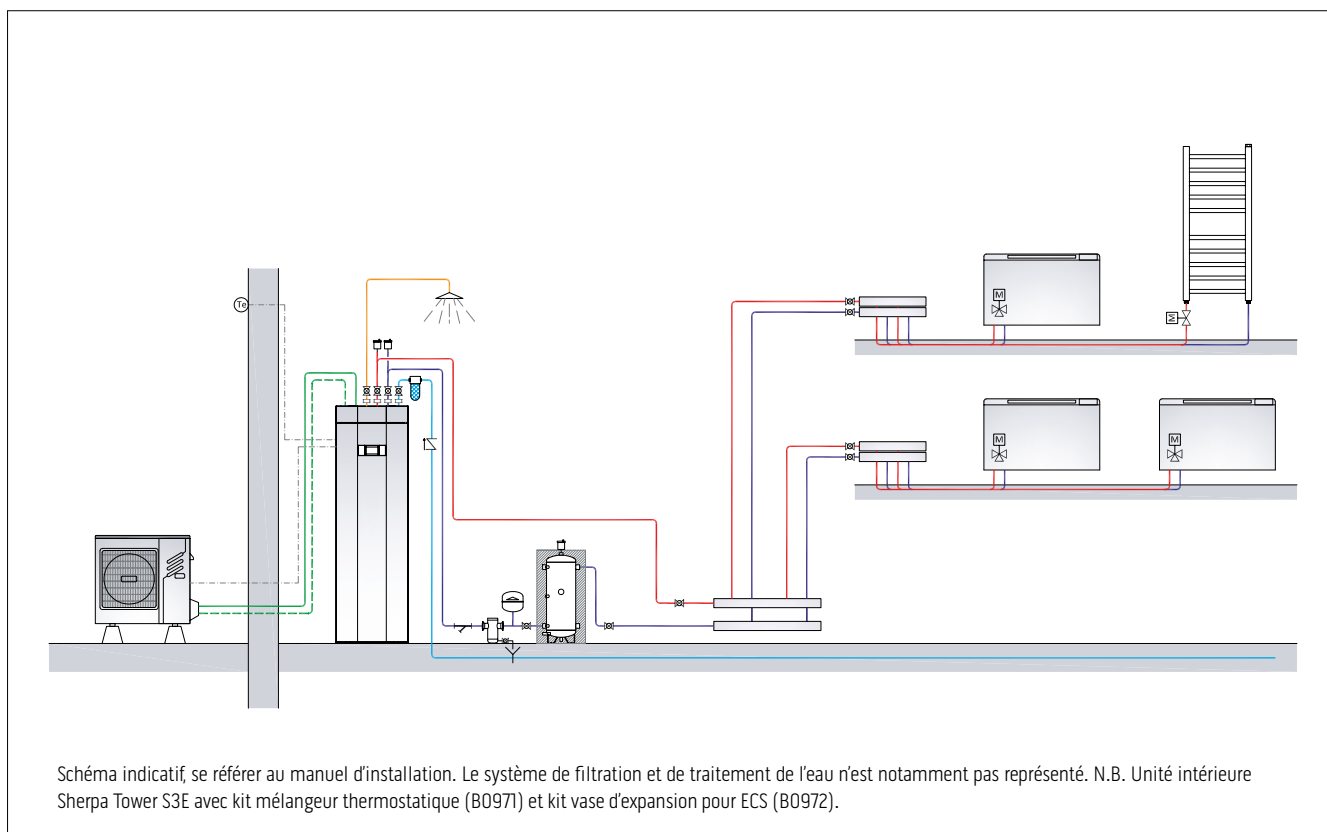 Te
M
M
M
M
Schéma indicatif, se référer au manuel d'installation. Le système de filtration et de traitement de l'eau n'est notamment pas représenté. N.B. Unité intérieure
Sherpa Tower S3E avec kit mélangeur thermostatique (B0971) et kit vase d'expansion pour ECS (B0972).